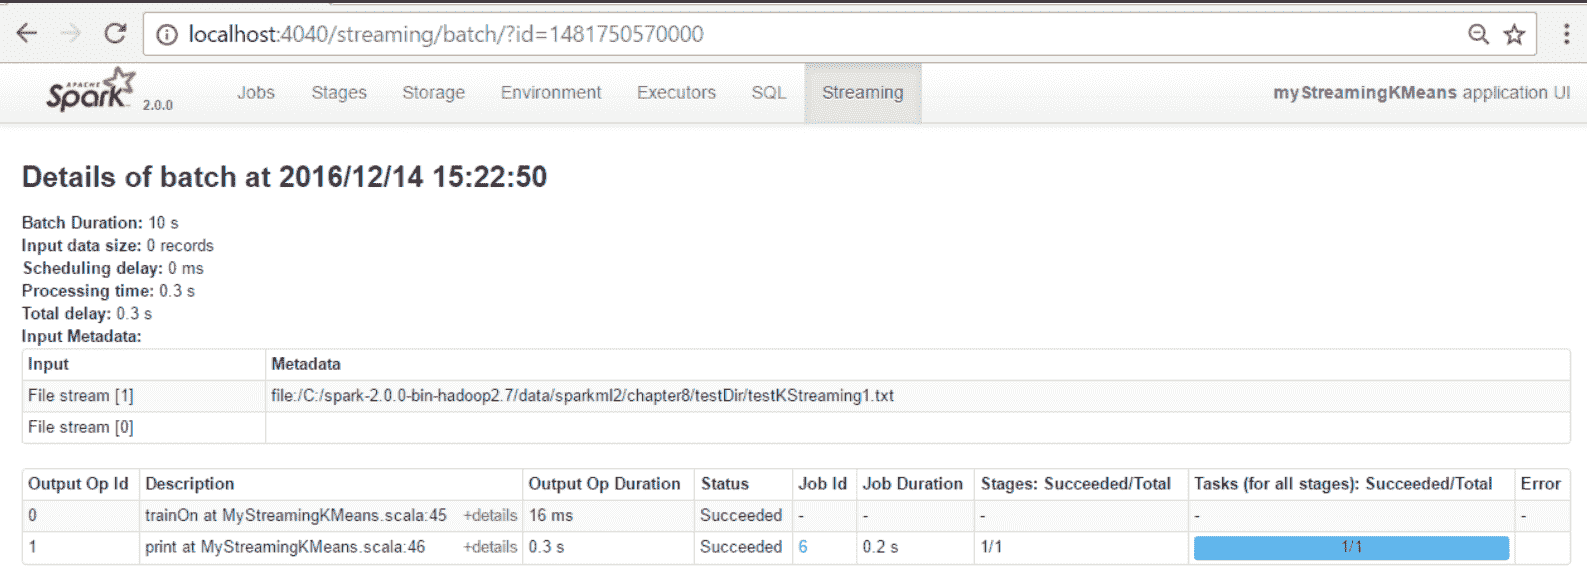 localhost:4040/streaming/batch/?id=1481750570000
APACHE Spark 2.0.0 Jobs Stages Storage Environment Executors SQL Streaming myStreamingKMeans application UI
Details of batch at 2016/12/14 15:22:50
Batch Duration: 10 s
Input data size: 0 records
Scheduling delay: 0 ms
Processing time: 0.3 s
Total delay: 0.3 s
Input Metadata:
Input Metadata
File stream [1] file:/C:/spark-2.0.0-bin-hadoop2.7/data/sparkml2/chapter8/testDir/testKStreaming1.txt
File stream [0]
Output Op Id Description Output Op Duration Status Job Id Job Duration Stages: Succeeded/Total Tasks (for all stages): Succeeded/Total Error
0 trainOn at MyStreamingKMeans.scala:45 +details 16 ms Succeeded - - - - -
1 print at MyStreamingKMeans.scala:46 +details 0.3 s Succeeded 6 0.2 s 1/1 1/1